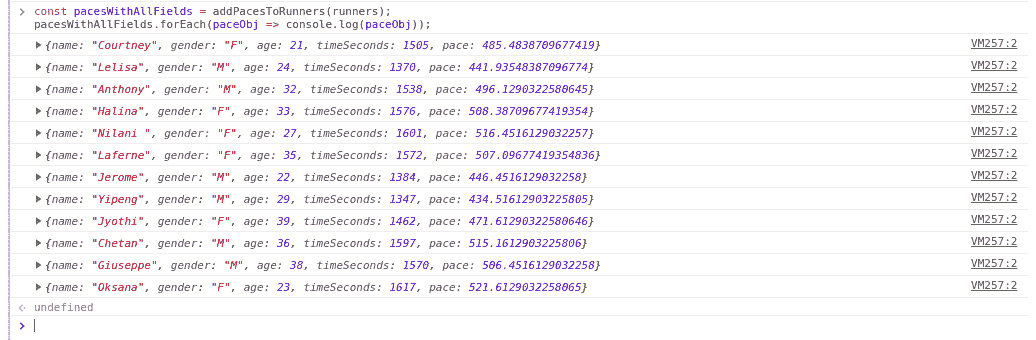 const pacesWithAllFields = addPacesToRunners(runners);
pacesWithAllFields.forEach(paceObj => console.log(paceObj));
{name: "Courtney", gender: "F", age: 21, timeSeconds: 1505, pace: 485.4838709677419} VM257:2
{name: "Lelisa", gender: "M", age: 24, timeSeconds: 1370, pace: 441.93548387096774} VM257:2
{name: "Anthony", gender: "M", age: 32, timeSeconds: 1538, pace: 496.1290322580645} VM257:2
{name: "Halina", gender: "F", age: 33, timeSeconds: 1576, pace: 508.38709677419354} VM257:2
{name: "Nilani ", gender: "F", age: 27, timeSeconds: 1601, pace: 516.4516129032257} VM257:2
{name: "Laferne", gender: "F", age: 35, timeSeconds: 1572, pace: 507.09677419354836} VM257:2
{name: "Jerome", gender: "M", age: 22, timeSeconds: 1384, pace: 446.4516129032258} VM257:2
{name: "Yipeng", gender: "M", age: 29, timeSeconds: 1347, pace: 434.51612903225805} VM257:2
{name: "Jyothi", gender: "F", age: 39, timeSeconds: 1462, pace: 471.61290322580646} VM257:2
{name: "Chetan", gender: "M", age: 36, timeSeconds: 1597, pace: 515.1612903225806} VM257:2
{name: "Giuseppe", gender: "M", age: 38, timeSeconds: 1570, pace: 506.4516129032258} VM257:2
{name: "Oksana", gender: "F", age: 23, timeSeconds: 1617, pace: 521.6129032258065} VM257:2
undefined